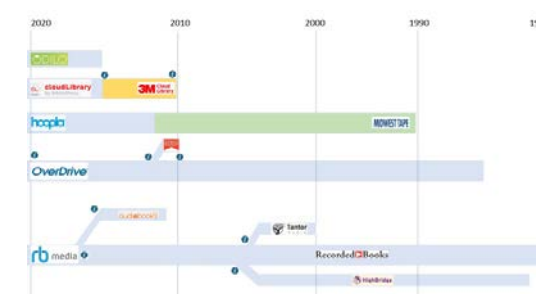 2020 2010 2000 1990
cloudLibrary
3M Cloud Library
hoopla MIDWEST TAPE
OverDrive
audiobooks
Tantor
MEDIA
rb media Recorded Books
HighBridge